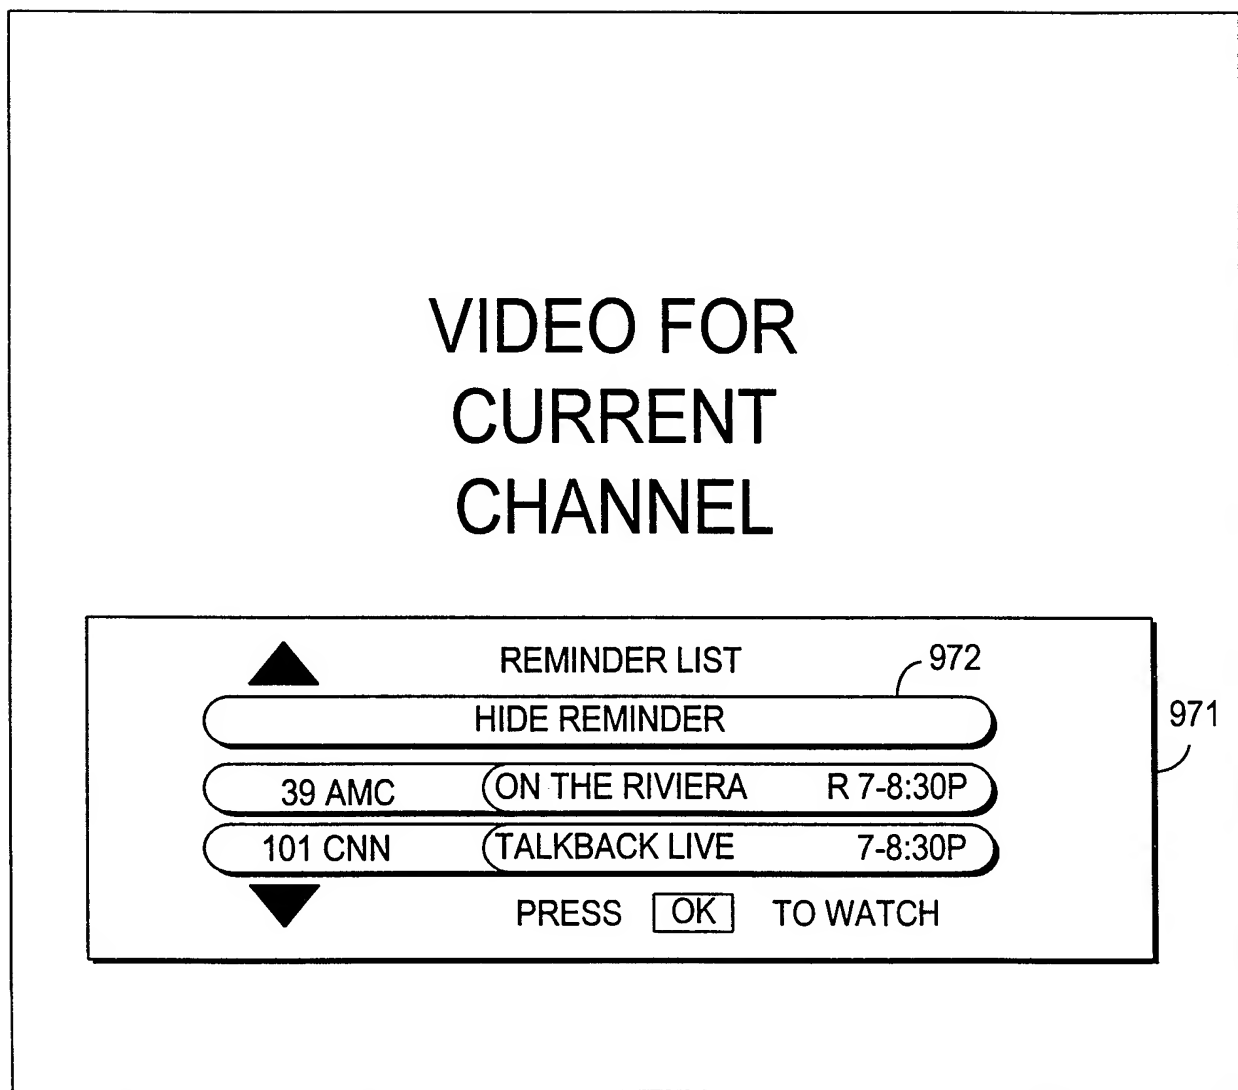 VIDEO FOR
CURRENT
CHANNEL
REMINDER LIST
972
HIDE REMINDER
971
39 AMC ON THE RIVIERA R 7-8:30P
101 CNN TALKBACK LIVE 7-8:30P
PRESS OK TO WATCH